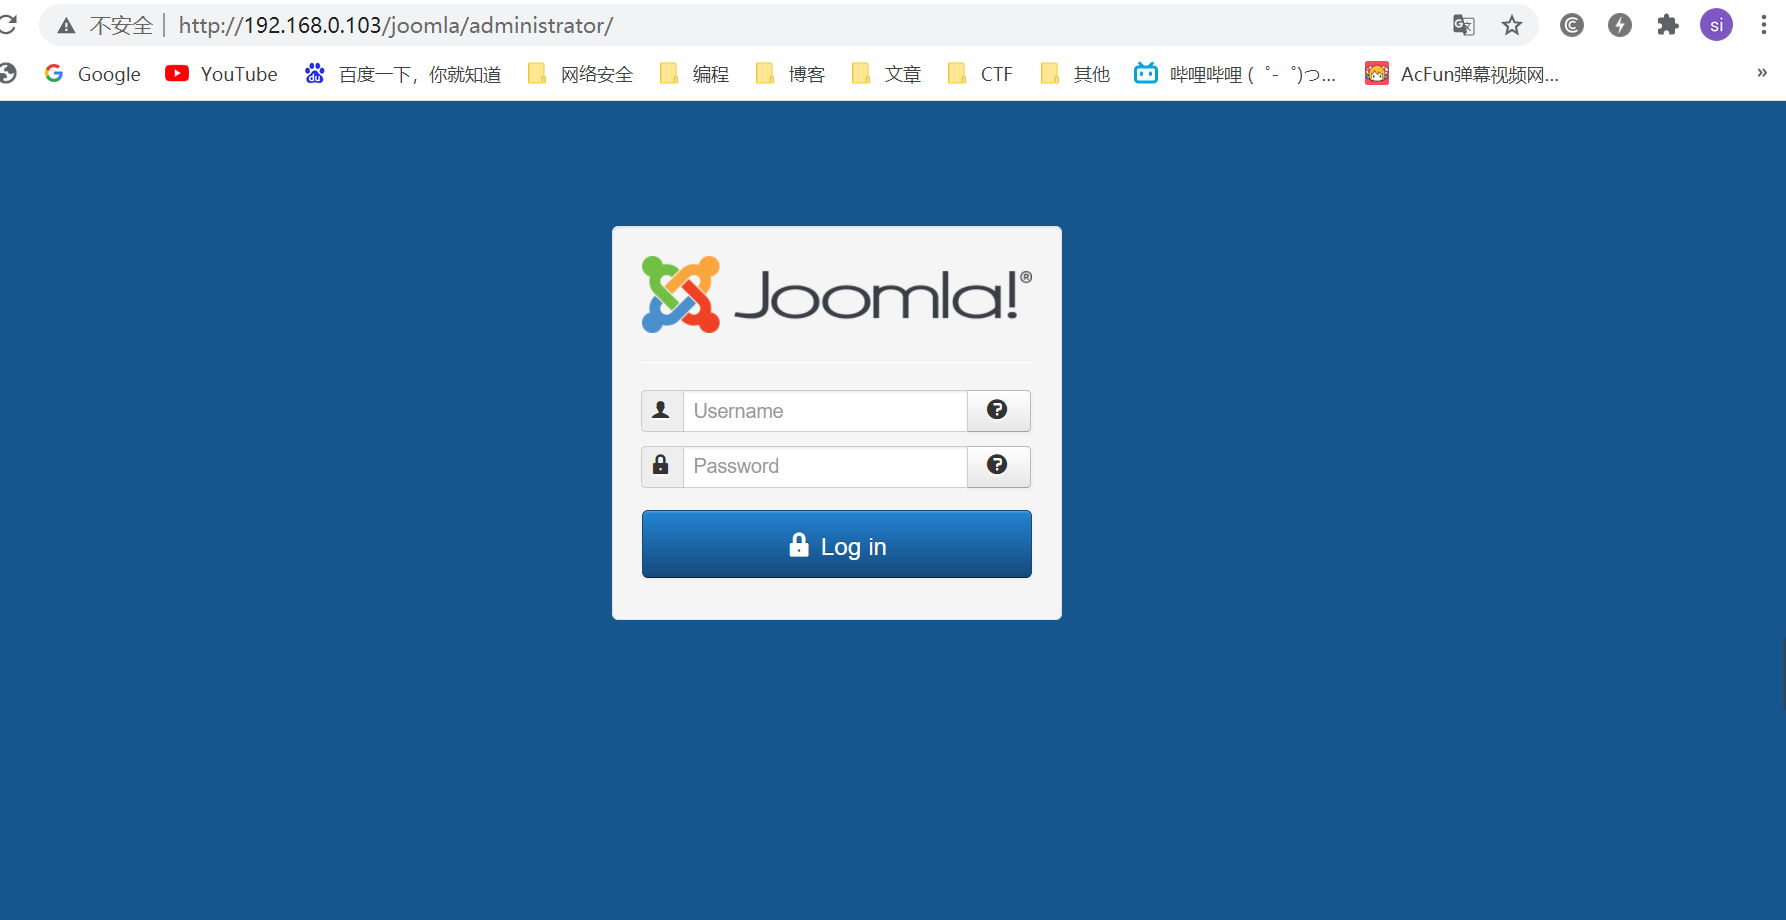 不安全 http://192.168.0.103/joomla/administrator/ si
Google YouTube 百度一下，你就知道 网络安全 编程 博客 文章 CTF 其他 哔哩哔哩 (゜-゜)つ... AcFun弹幕视频网... »
Joomla!®
Username
Password
Log in